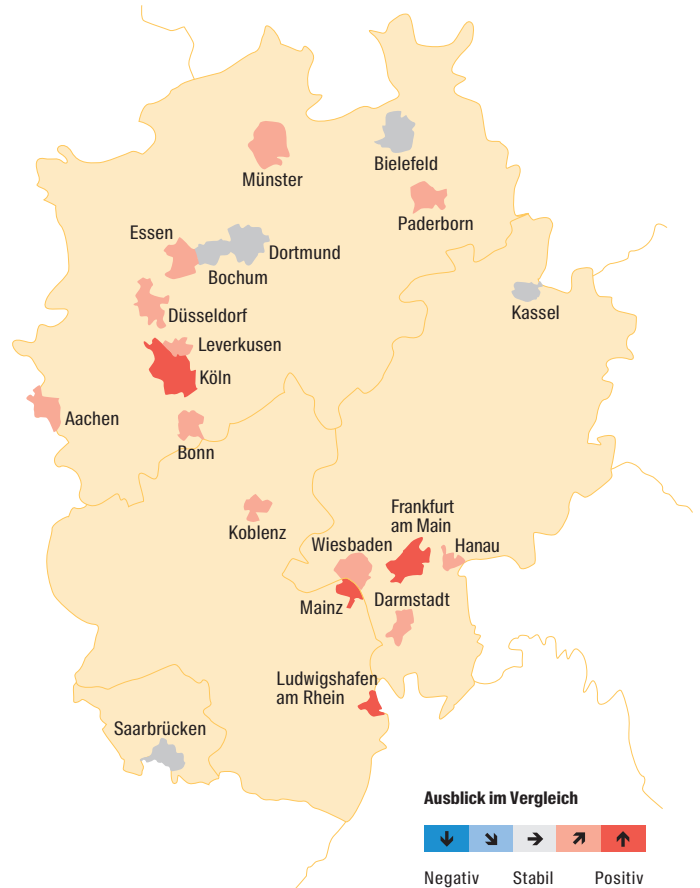 Münster
Bielefeld
Paderborn
Essen
Dortmund
Bochum
Kassel
Düsseldorf
Leverkusen
Köln
Aachen
Bonn
Koblenz
Frankfurt
am Main
Wiesbaden
Hanau
Mainz
Darmstadt
Ludwigshafen
am Rhein
Saarbrücken
Ausblick im Vergleich
Negativ Stabil Positiv